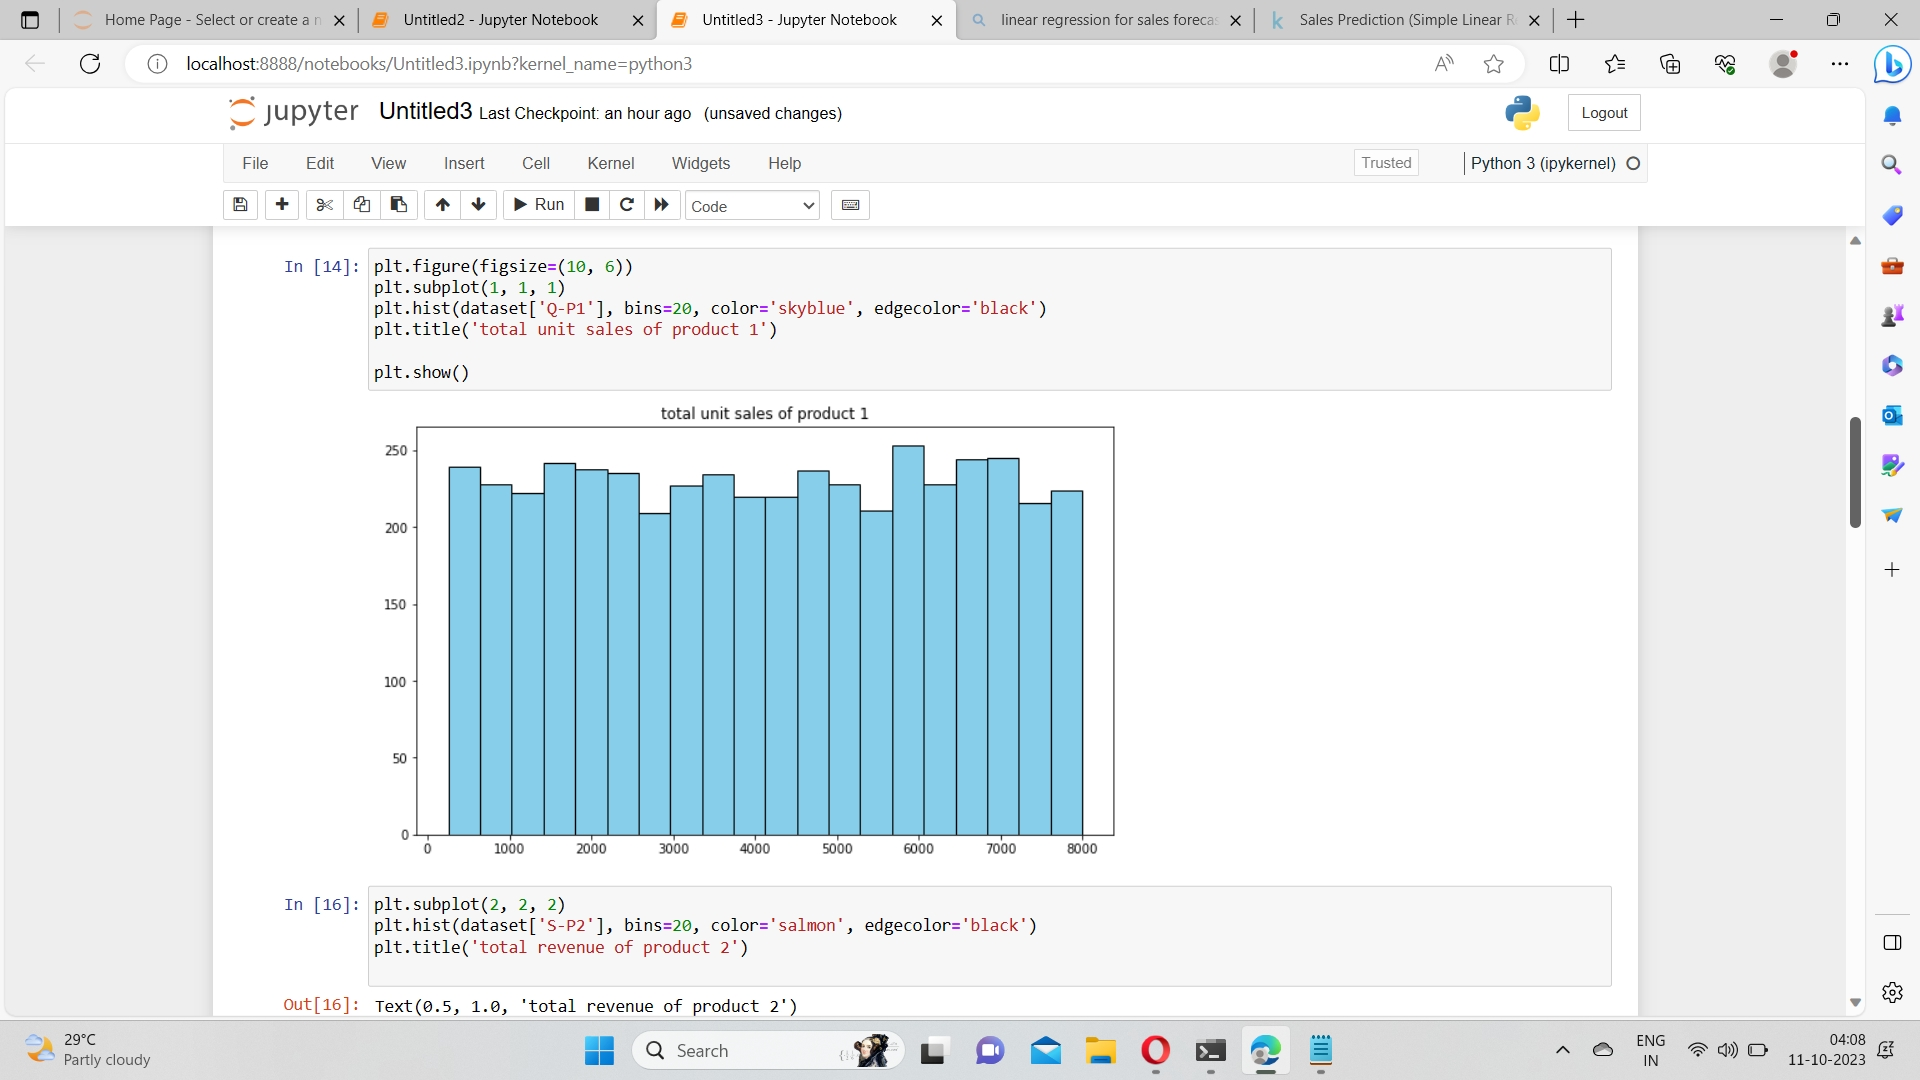 Home Page - Select or create a n
Untitled2 - Jupyter Notebook
Untitled3 - Jupyter Notebook
linear regression for sales foreca
Sales Prediction (Simple Linear R
localhost:8888/notebooks/Untitled3.ipynb?kernel_name=python3
jupyter Untitled3 Last Checkpoint: an hour ago (unsaved changes)
Logout
File Edit View Insert Cell Kernel Widgets Help
Trusted
Python 3 (ipykernel)
Run
Code
In [14]: plt.figure(figsize=(10, 6))
plt.subplot(1, 1, 1)
plt.hist(dataset['Q-P1'], bins=20, color='skyblue', edgecolor='black')
plt.title('total unit sales of product 1')
plt.show()
total unit sales of product 1
250
200
150
100
50
0
0 1000 2000 3000 4000 5000 6000 7000 8000
In [16]: plt.subplot(2, 2, 2)
plt.hist(dataset['S-P2'], bins=20, color='salmon', edgecolor='black')
plt.title('total revenue of product 2')
Out[16]: Text(0.5, 1.0, 'total revenue of product 2')
29°C
Partly cloudy
Search
ENG
IN
04:08
11-10-2023